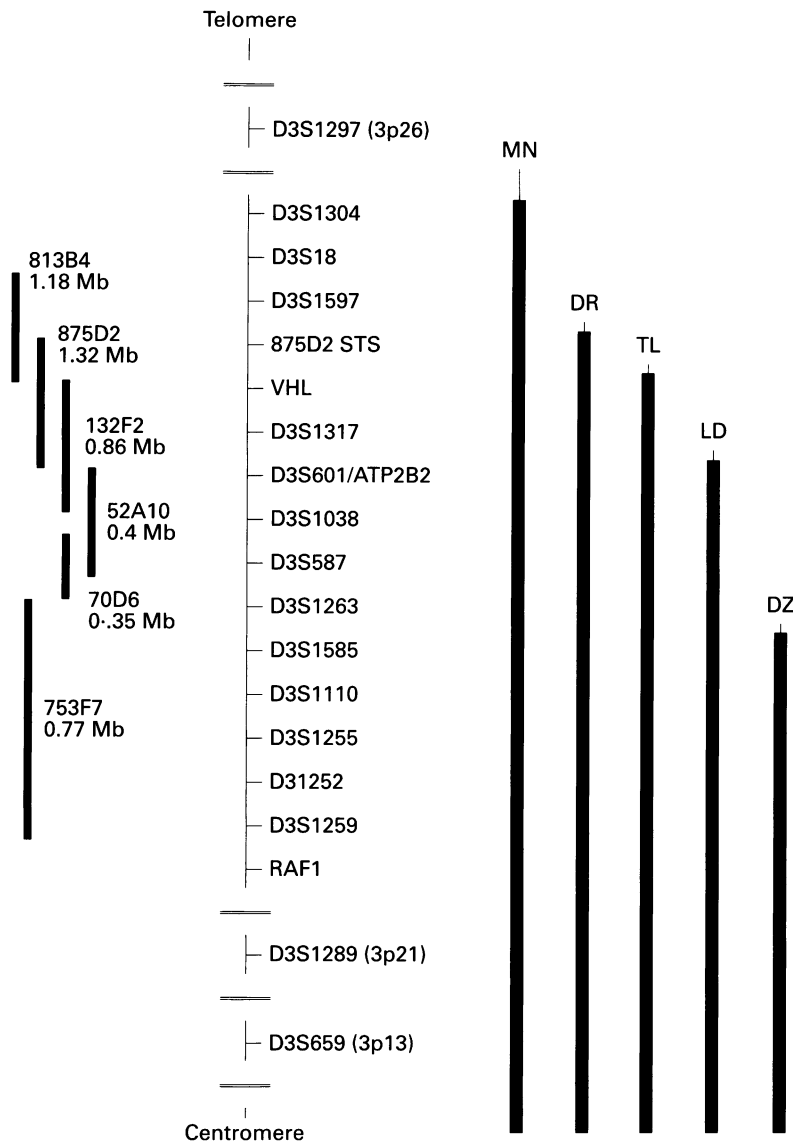 Telomere
D3S1297 (3p26)
MN
D3S1304
D3S18
813B4
1.18 Mb
D3S1597
DR
875D2
1.32 Mb
875D2 STS
TL
VHL
132F2
0.86 Mb
D3S1317
LD
D3S601/ATP2B2
52A10
0.4 Mb
D3S1038
D3S587
70D6
0·.35 Mb
D3S1263
DZ
D3S1585
D3S1110
753F7
0.77 Mb
D3S1255
D31252
D3S1259
RAF1
D3S1289 (3p21)
D3S659 (3p13)
Centromere